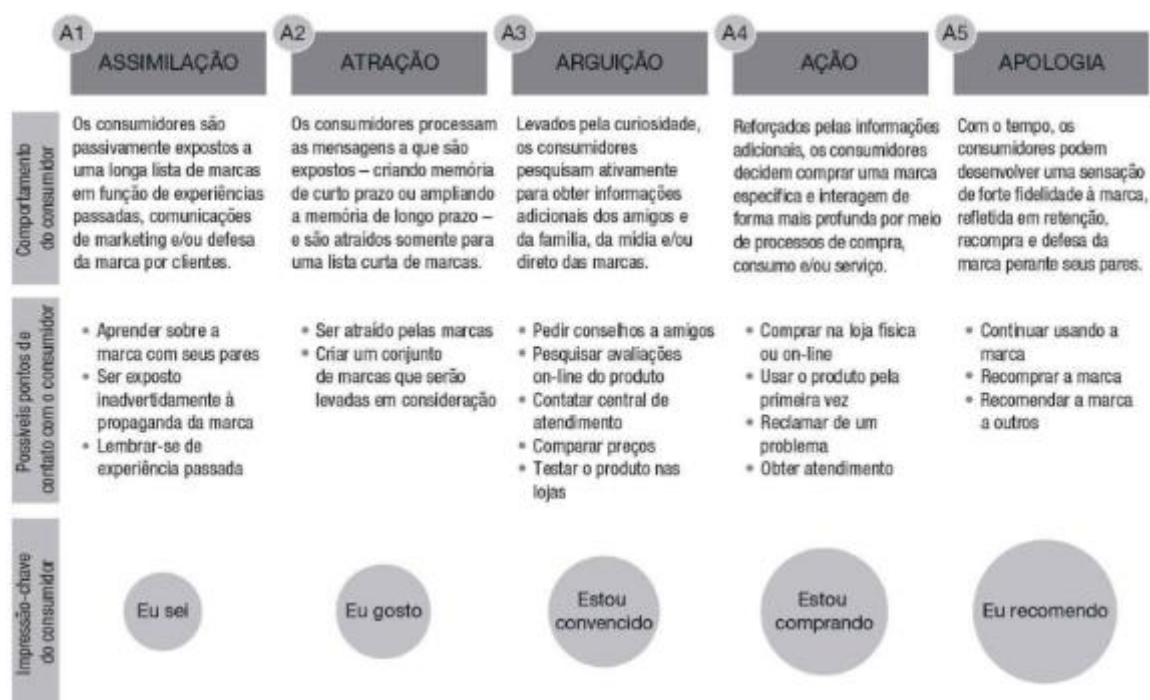 A1
ASSIMILAÇÃO
A2
ATRAÇÃO
A3
ARGUIÇÃO
A4
AÇÃO
A5
APOLOGIA
Comportamento
do consumidor
Os consumidores são
passivamente expostos a
uma longa lista de marcas
em função de experiências
passadas, comunicações
de marketing e/ou defesa
da marca por clientes.
Os consumidores processam
as mensagens a que são
expostos – criando memória
de curto prazo ou ampliando
a memória de longo prazo –
e são atraídos somente para
uma lista curta de marcas.
Levados pela curiosidade,
os consumidores
pesquisam ativamente
para obter informações
adicionais dos amigos e
da família, da mídia e/ou
direto das marcas.
Reforçados pelas informações
adicionais, os consumidores
decidem comprar uma marca
específica e interagem de
forma mais profunda por meio
de processos de compra,
consumo e/ou serviço.
Com o tempo, os
consumidores podem
desenvolver uma sensação
de forte fidelidade à marca,
refletida em retenção,
recompra e defesa da
marca perante seus pares.
Possíveis pontos de
contato com o consumidor
• Aprender sobre a
marca com seus pares
• Ser exposto
inadvertidamente à
propaganda da marca
• Lembrar-se de
experiência passada
• Ser atraído pelas marcas
• Criar um conjunto
de marcas que serão
levadas em consideração
• Pedir conselhos a amigos
• Pesquisar avaliações
on-line do produto
• Contatar central de
atendimento
• Comparar preços
• Testar o produto nas
lojas
• Comprar na loja física
ou on-line
• Usar o produto pela
primeira vez
• Reclamar de um
problema
• Obter atendimento
• Continuar usando a
marca
• Recomprar a marca
• Recomendar a marca
a outros
Impressão-chave
do consumidor
Eu sei
Eu gosto
Estou
convencido
Estou
comprando
Eu recomendo